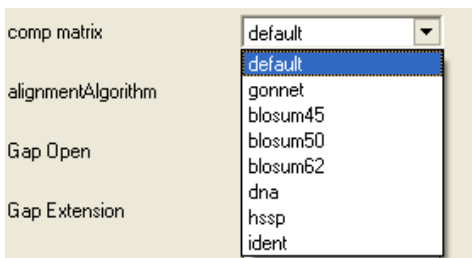 comp matrix default
default
alignmentAlgorithm gonnet
blosum45
Gap Open blosum50
blosum62
dna
Gap Extension hssp
ident